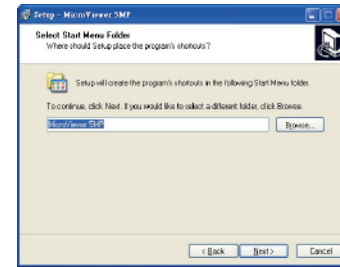 Setup - MicroViewer 5MP
Select Start Menu Folder
Where should Setup place the program's shortcuts?
Setup will create the program's shortcuts in the following Start Menu folder.
To continue, click Next. If you would like to select a different folder, click Browse.
MicroViewer 5MP
Browse...
< Back
Next >
Cancel